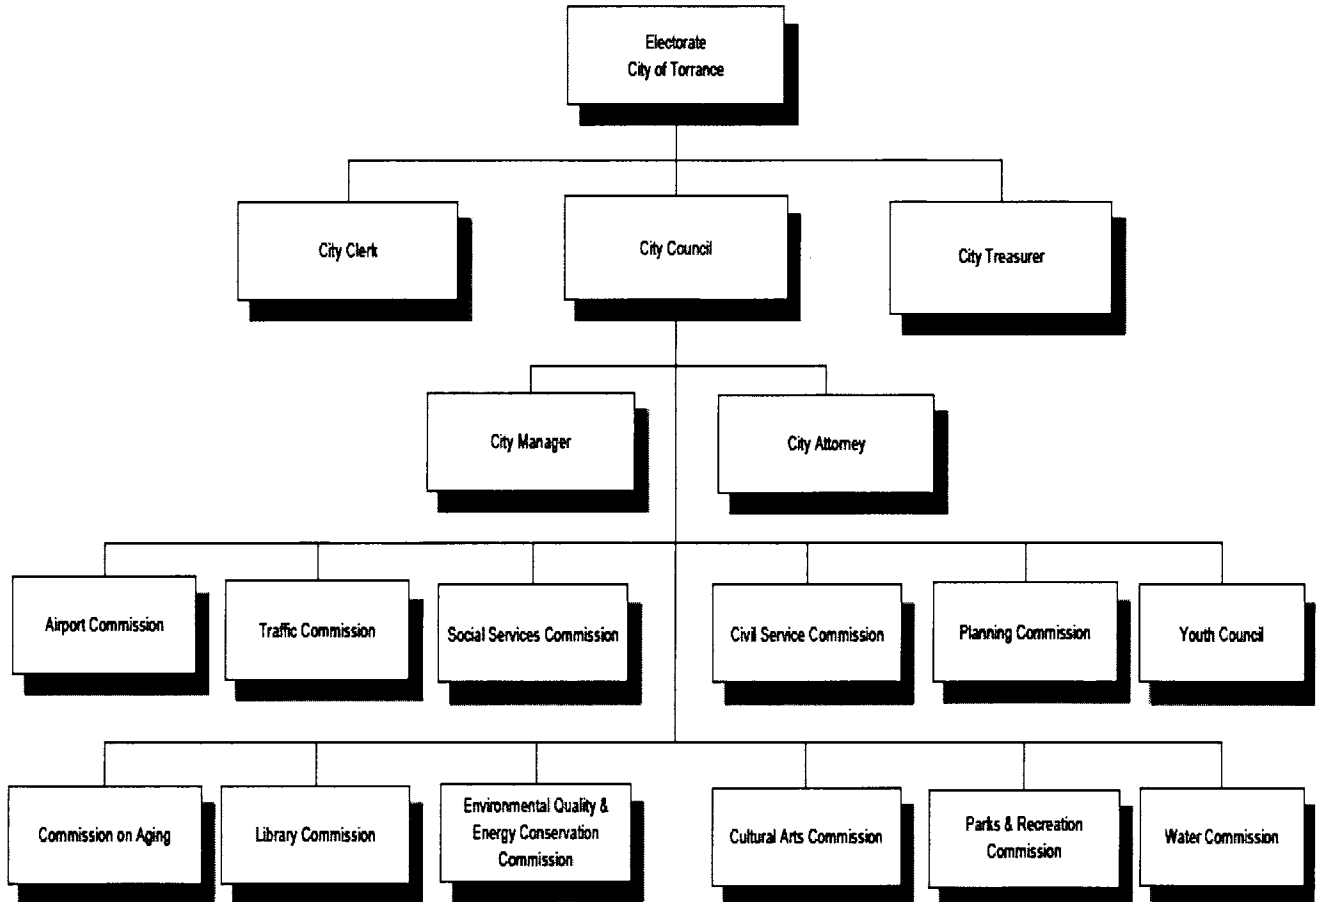 Electorate
City of Torrance
City Clerk
City Council
City Treasurer
City Manager
City Attorney
Airport Commission
Traffic Commission
Social Services Commission
Civil Service Commission
Planning Commission
Youth Council
Commission on Aging
Library Commission
Environmental Quality &
Energy Conservation
Commission
Cultural Arts Commission
Parks & Recreation
Commission
Water Commission